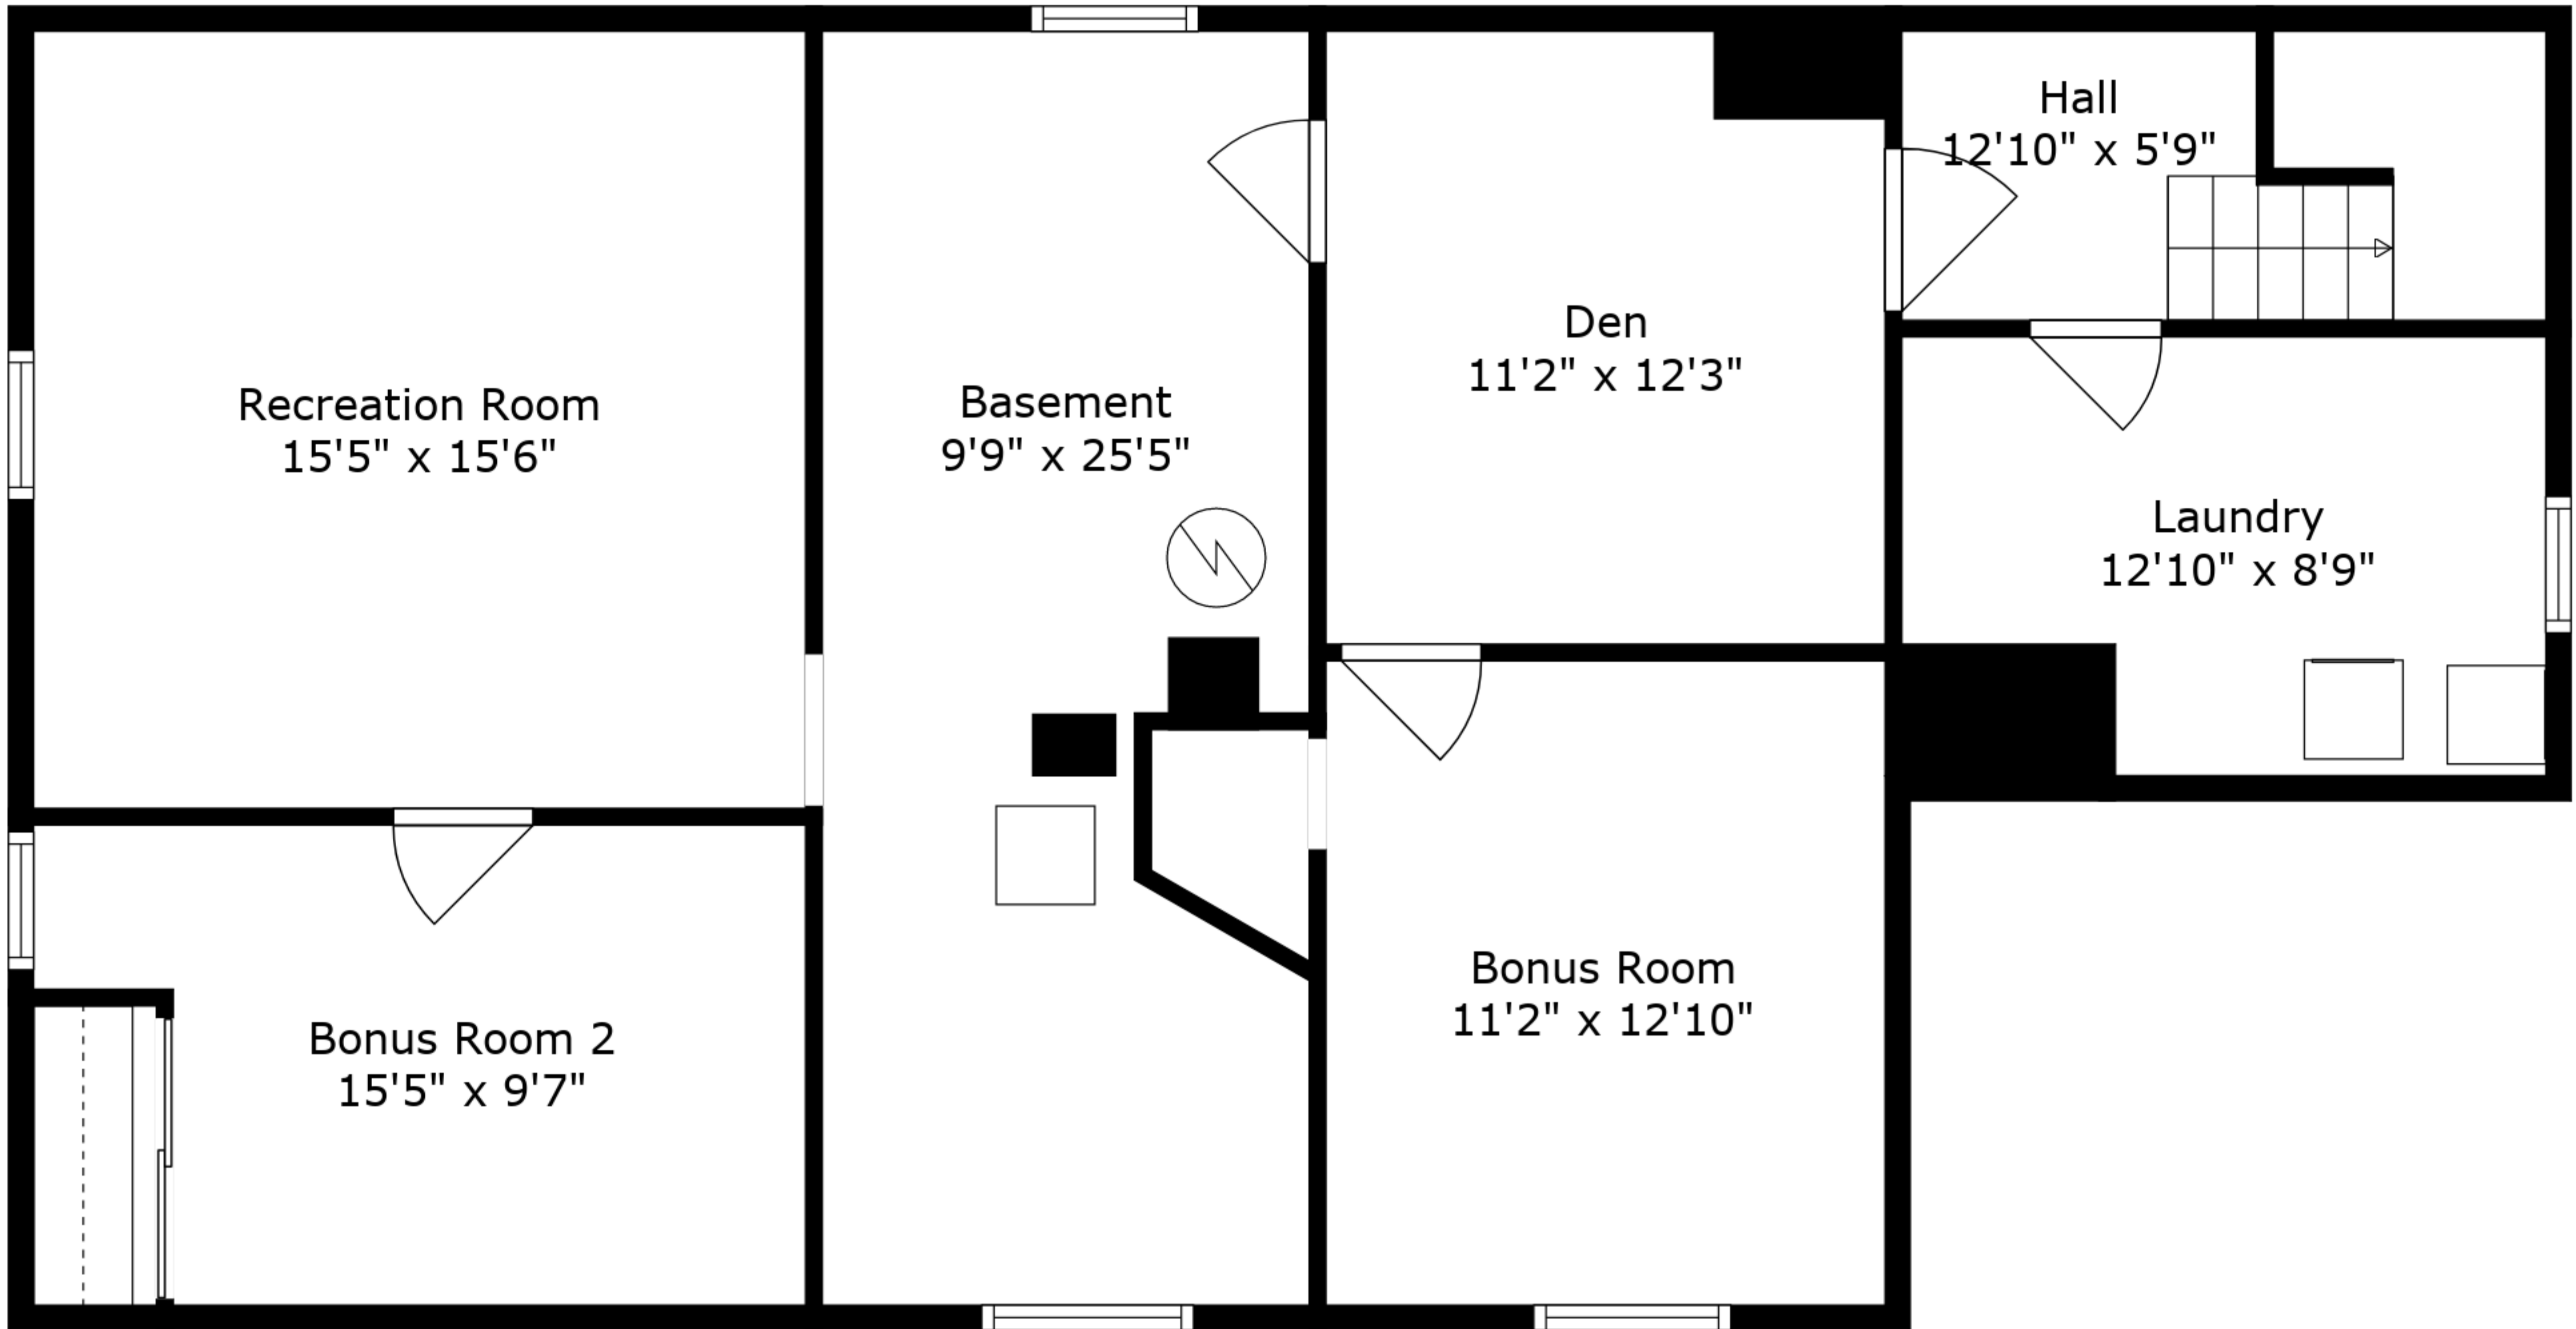 Hall
12'10" x 5'9"
Den
11'2" x 12'3"
Recreation Room
15'5" x 15'6"
Basement
9'9" x 25'5"
Laundry
12'10" x 8'9"
Bonus Room
11'2" x 12'10"
Bonus Room 2
15'5" x 9'7"